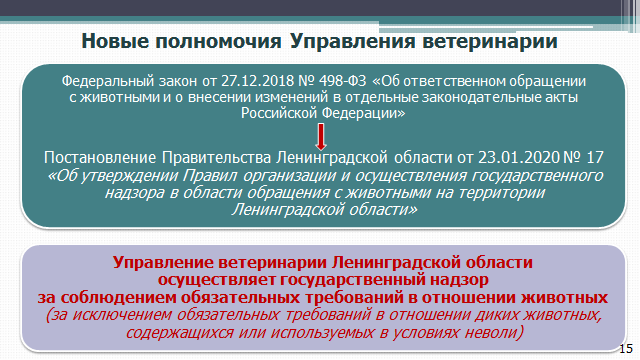 Новые полномочия Управления ветеринарии
Федеральный закон от 27.12.2018 № 498-ФЗ «Об ответственном обращении
с животными и о внесении изменений в отдельные законодательные акты
Российской Федерации»
Постановление Правительства Ленинградской области от 23.01.2020 № 17
«Об утверждении Правил организации и осуществления государственного
надзора в области обращения с животными на территории
Ленинградской области»
Управление ветеринарии Ленинградской области
осуществляет государственный надзор
за соблюдением обязательных требований в отношении животных
(за исключением обязательных требований в отношении диких животных,
содержащихся или используемых в условиях неволи)
15